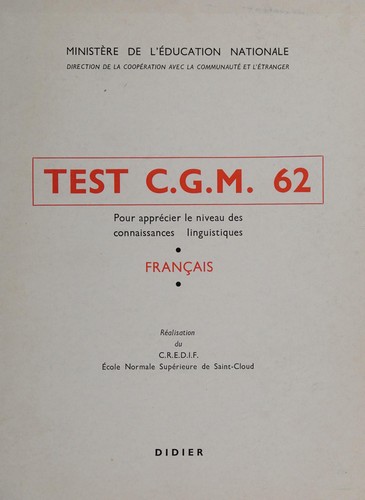 MINISTÈRE DE L'ÉDUCATION NATIONALE
DIRECTION DE LA COOPÉRATION AVEC LA COMMUNAUTÉ ET L'ÉTRANGER
TEST C.G.M. 62
Pour apprécier le niveau des
connaissances linguistiques
•
FRANÇAIS
•
Réalisation
du
C.R.E.D.I.F.
École Normale Supérieure de Saint-Cloud
DIDIER